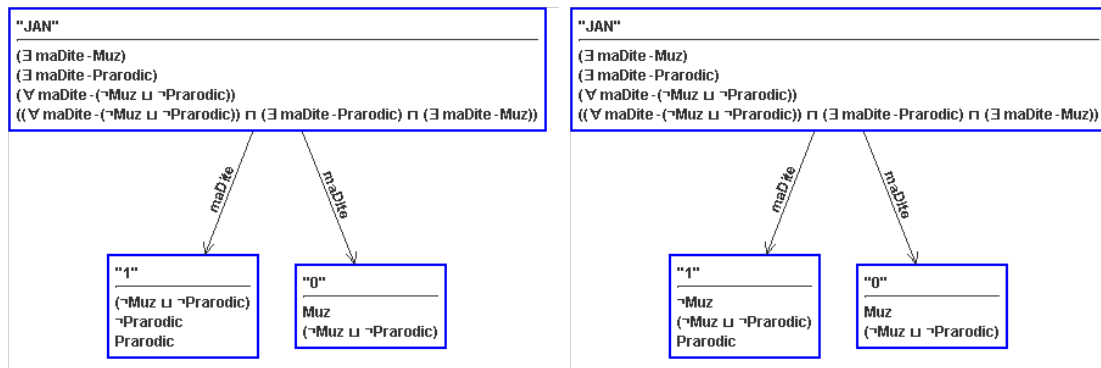 "JAN"
(∃ maDite - Muz)
(∃ maDite - Prarodic)
(∀ maDite - (¬Muz ⊔ ¬Prarodic))
((∀ maDite - (¬Muz ⊔ ¬Prarodic)) ⊓ (∃ maDite - Prarodic) ⊓ (∃ maDite - Muz))
maDite
maDite
"1"
(¬Muz ⊔ ¬Prarodic)
¬Prarodic
Prarodic
"0"
Muz
(¬Muz ⊔ ¬Prarodic)
"JAN"
(∃ maDite - Muz)
(∃ maDite - Prarodic)
(∀ maDite - (¬Muz ⊔ ¬Prarodic))
((∀ maDite - (¬Muz ⊔ ¬Prarodic)) ⊓ (∃ maDite - Prarodic) ⊓ (∃ maDite - Muz))
maDite
maDite
"1"
¬Muz
(¬Muz ⊔ ¬Prarodic)
Prarodic
"0"
Muz
(¬Muz ⊔ ¬Prarodic)